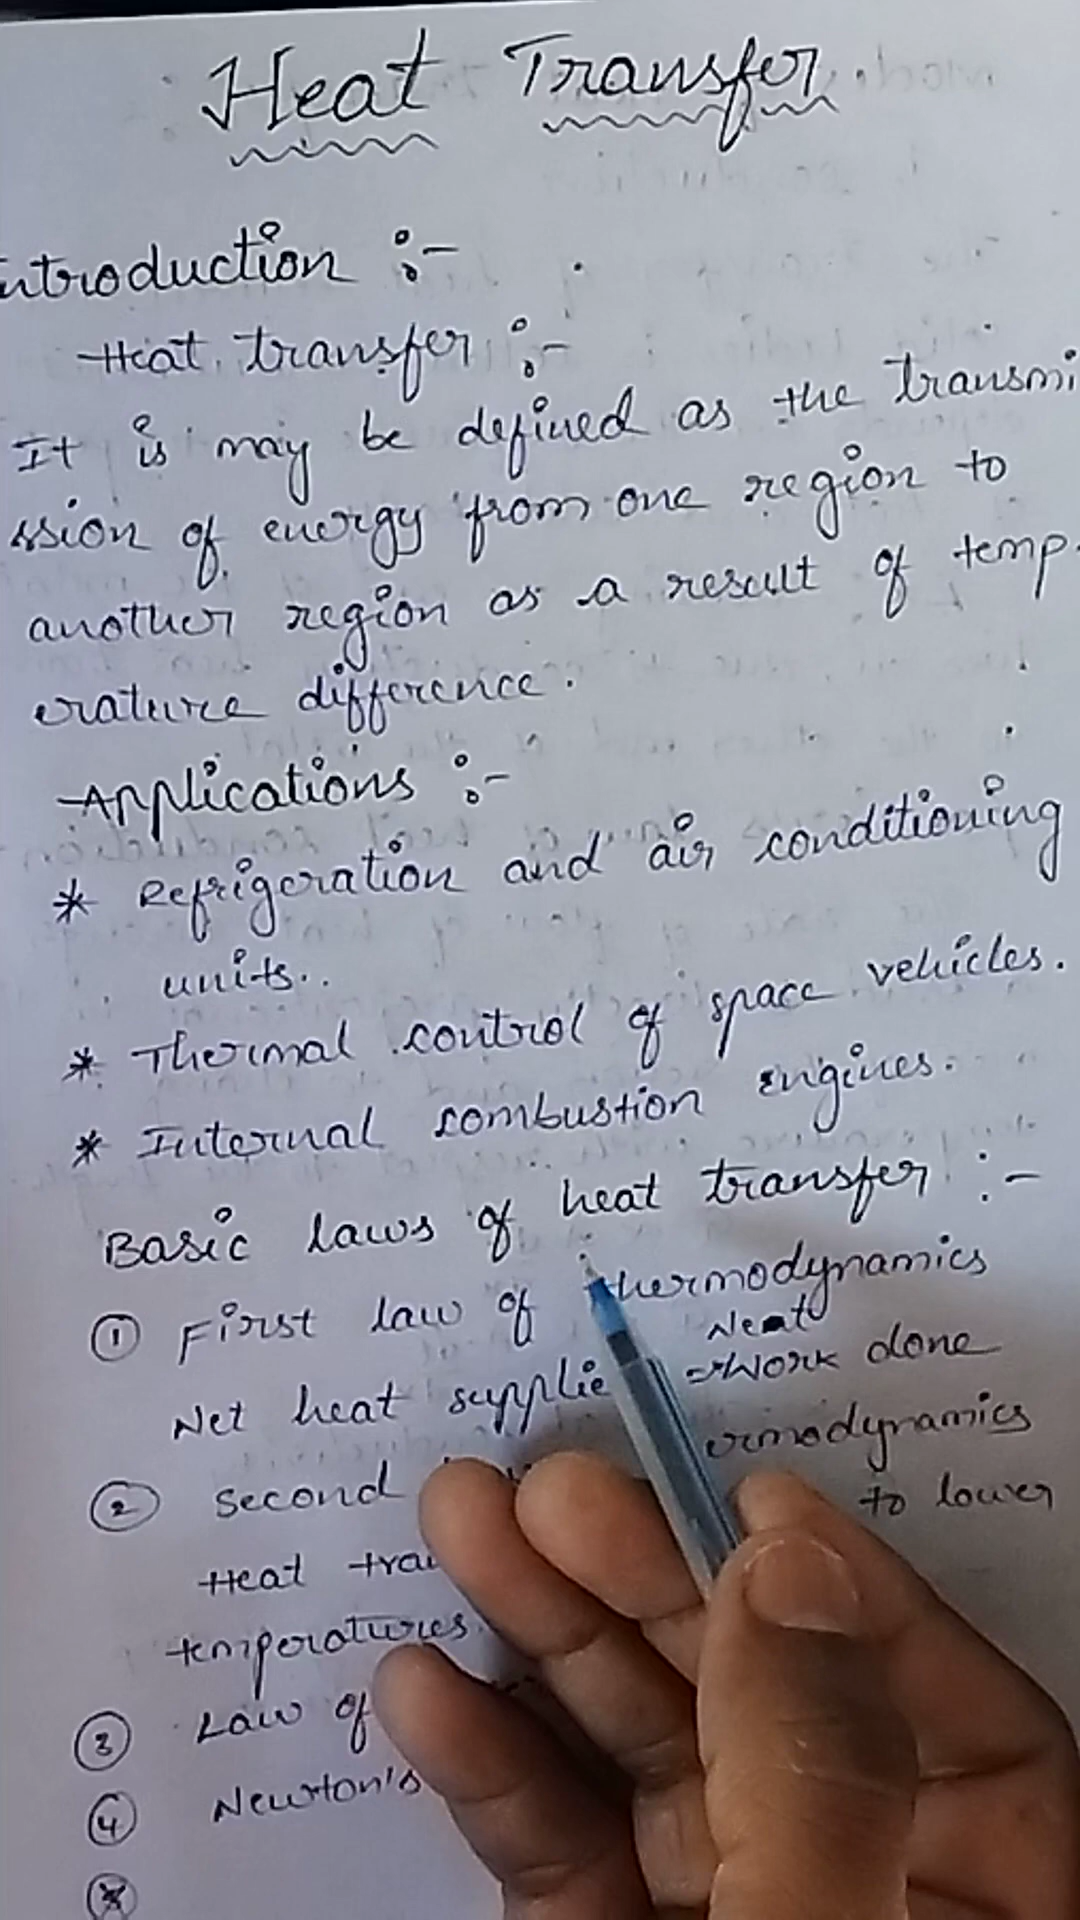 Heat Transfer.
Introduction :-
Heat transfer :-
It is may be defined as the transmi
ssion of energy from one region to
another region as a result of temp-
erature difference.
Applications :-
* Refrigeration and air conditioning
units..
* Thermal control of space vehicles.
* Internal combustion engines.
Basic laws of heat transfer :-
① First law of thermodynamics
Net heat supplie = Neat Work done
② Second ermodynamics
Heat tra to lower
temperatures.
③ Law of
④ Newton's